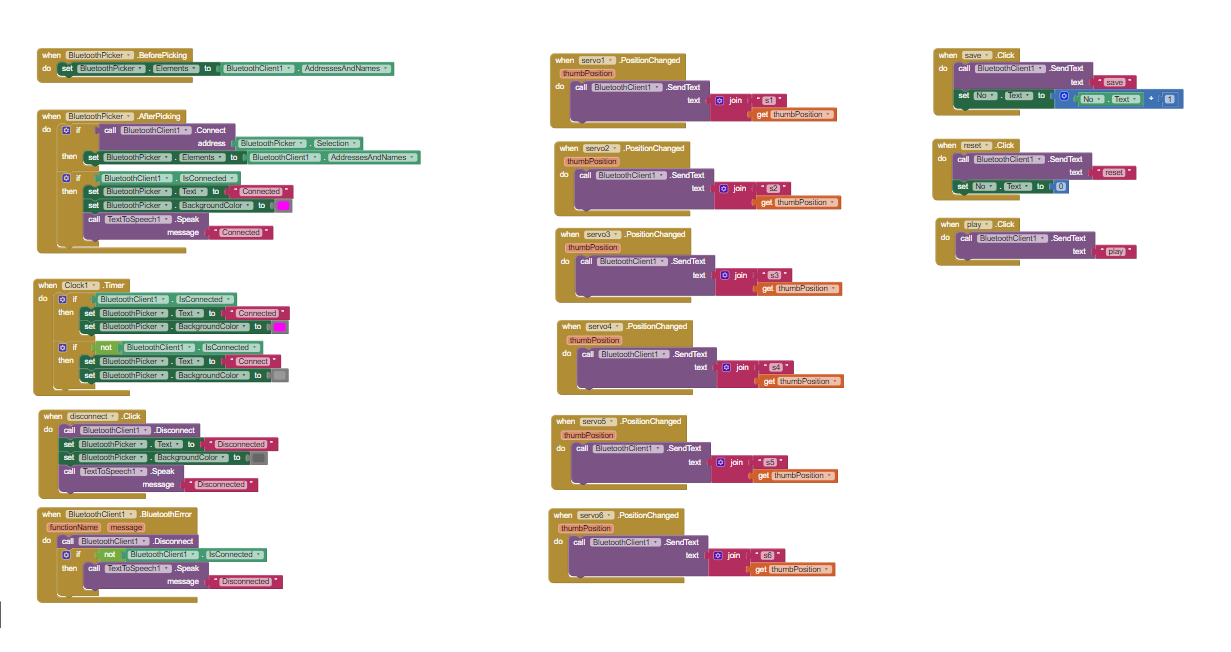 when BluetoothPicker .BeforePicking
do set BluetoothPicker . Elements to BluetoothClient1 . AddressesAndNames
when BluetoothPicker .AfterPicking
do if call BluetoothClient1 .Connect
address BluetoothPicker . Selection
then set BluetoothPicker . Elements to BluetoothClient1 . AddressesAndNames
if BluetoothClient1 . IsConnected
then set BluetoothPicker . Text to " Connected "
set BluetoothPicker . BackgroundColor to
call TextToSpeech1 .Speak
message " Connected "
when Clock1 .Timer
do if BluetoothClient1 . IsConnected
then set BluetoothPicker . Text to " Connected "
set BluetoothPicker . BackgroundColor to
if not BluetoothClient1 . IsConnected
then set BluetoothPicker . Text to " Connect "
set BluetoothPicker . BackgroundColor to
when disconnect .Click
do call BluetoothClient1 .Disconnect
set BluetoothPicker . Text to " Disconnected "
set BluetoothPicker . BackgroundColor to
call TextToSpeech1 .Speak
message " Disconnected "
when BluetoothClient1 .BluetoothError
functionName message
do call BluetoothClient1 .Disconnect
if not BluetoothClient1 . IsConnected
then call TextToSpeech1 .Speak
message " Disconnected "
when servo1 .PositionChanged
thumbPosition
do call BluetoothClient1 .SendText
text join " s1 "
get thumbPosition
when servo2 .PositionChanged
thumbPosition
do call BluetoothClient1 .SendText
text join " s2 "
get thumbPosition
when servo3 .PositionChanged
thumbPosition
do call BluetoothClient1 .SendText
text join " s3 "
get thumbPosition
when servo4 .PositionChanged
thumbPosition
do call BluetoothClient1 .SendText
text join " s4 "
get thumbPosition
when servo5 .PositionChanged
thumbPosition
do call BluetoothClient1 .SendText
text join " s5 "
get thumbPosition
when servo6 .PositionChanged
thumbPosition
do call BluetoothClient1 .SendText
text join " s6 "
get thumbPosition
when save .Click
do call BluetoothClient1 .SendText
text " save "
set No . Text to No . Text + 1
when reset .Click
do call BluetoothClient1 .SendText
text " reset "
set No . Text to 0
when play .Click
do call BluetoothClient1 .SendText
text " play "